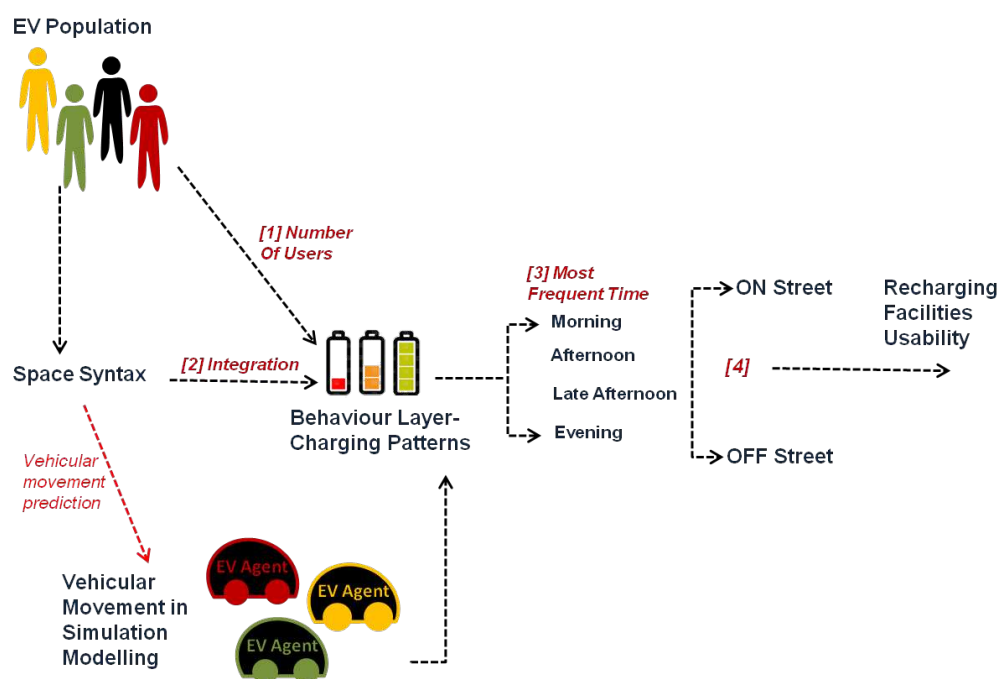 EV Population
[1] Number
Of Users
[3] Most
Frequent Time
Morning
Afternoon
Late Afternoon
Evening
ON Street
[4]
OFF Street
Recharging
Facilities
Usability
Space Syntax
[2] Integration
Behaviour Layer-
Charging Patterns
Vehicular
movement
prediction
Vehicular
Movement in
Simulation
Modelling
EV Agent
EV Agent
EV Agent